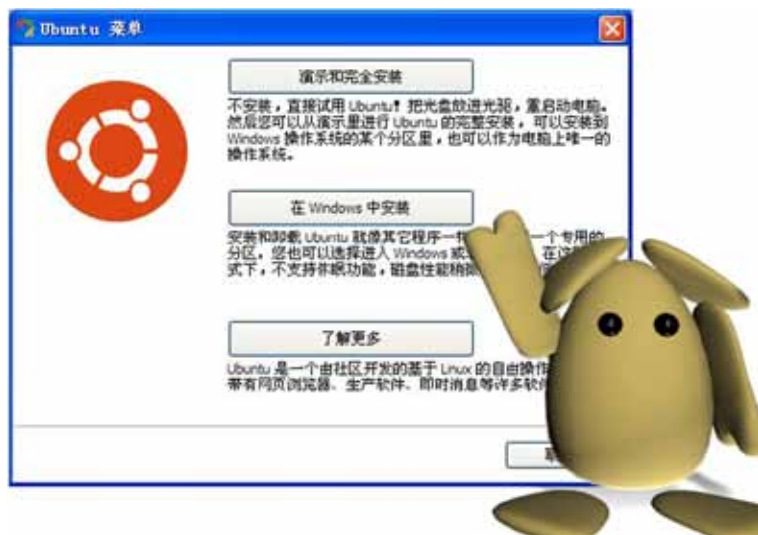 Ubuntu 菜单
演示和完全安装
不安装，直接试用 Ubuntu！把光盘放进光驱，重启动电脑。
然后您可以从演示里进行 Ubuntu 的完整安装，可以安装到
Windows 操作系统的某个分区里，也可以作为电脑上唯一的
操作系统。
在 Windows 中安装
安装和卸载 Ubuntu 就像其它程序一 一个专用的
分区。您也可以选择进入 Windows 或 在这
式下，不支持休眠功能，磁盘性能稍
了解更多
Ubuntu 是一个由社区开发的基于 Linux 的自由操作
带有网页浏览器、生产软件、即时消息等许多软